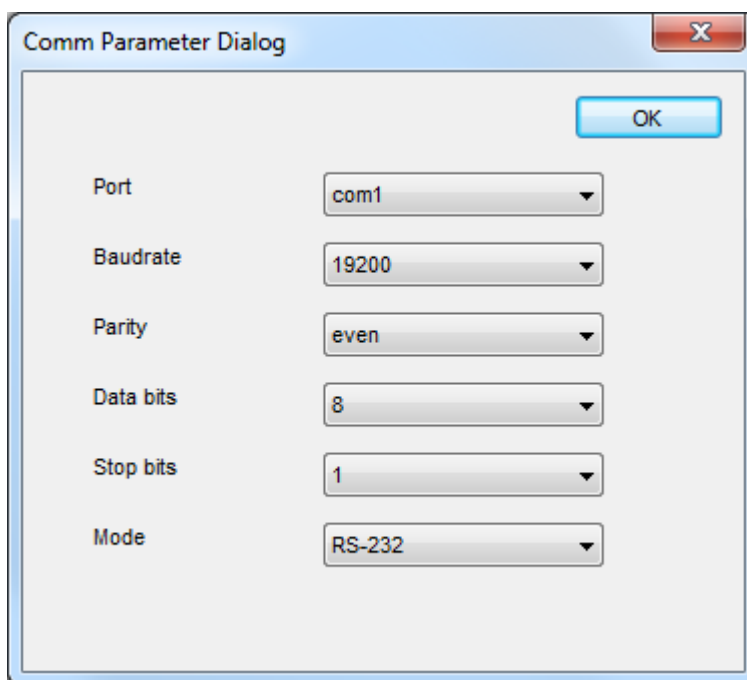 Comm Parameter Dialog
OK
Port com1
Baudrate 19200
Parity even
Data bits 8
Stop bits 1
Mode RS-232